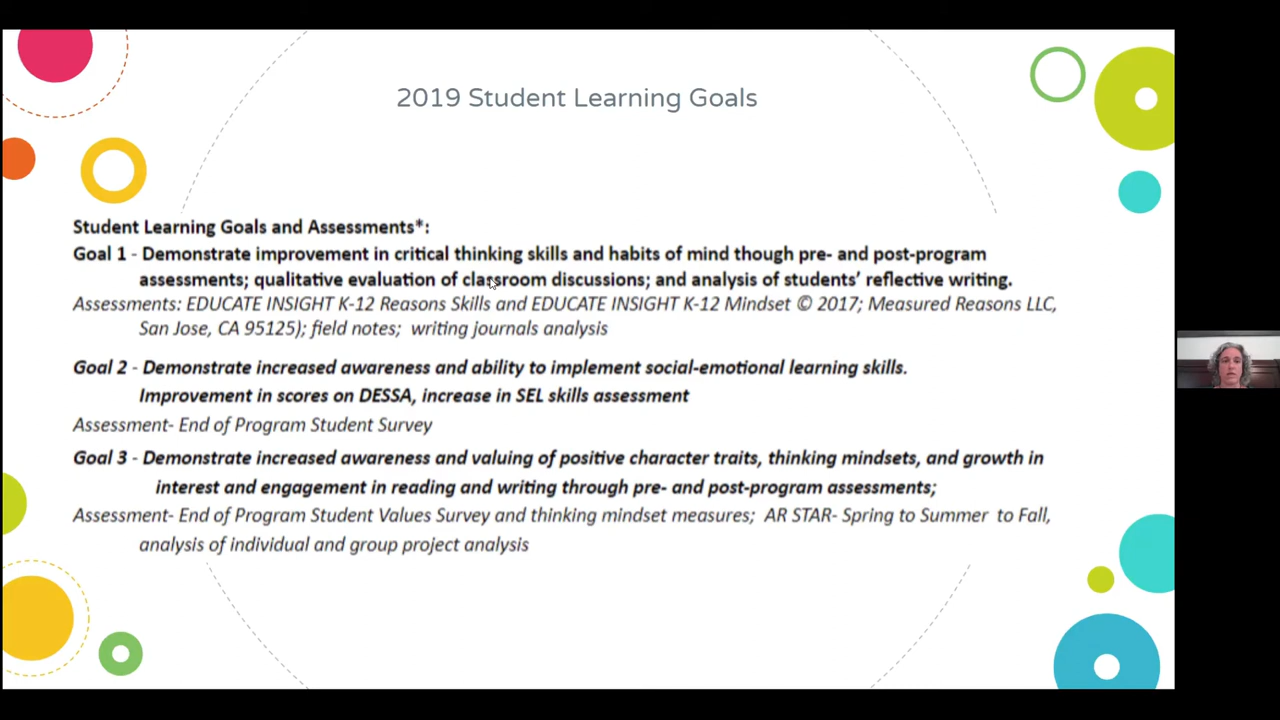 2019 Student Learning Goals
Student Learning Goals and Assessments*:
Goal 1 - Demonstrate improvement in critical thinking skills and habits of mind though pre- and post-program
assessments; qualitative evaluation of classroom discussions; and analysis of students' reflective writing.
Assessments: EDUCATE INSIGHT K-12 Reasons Skills and EDUCATE INSIGHT K-12 Mindset © 2017; Measured Reasons LLC,
San Jose, CA 95125); field notes; writing journals analysis
Goal 2 - Demonstrate increased awareness and ability to implement social-emotional learning skills.
Improvement in scores on DESSA, increase in SEL skills assessment
Assessment- End of Program Student Survey
Goal 3 - Demonstrate increased awareness and valuing of positive character traits, thinking mindsets, and growth in
interest and engagement in reading and writing through pre- and post-program assessments;
Assessment- End of Program Student Values Survey and thinking mindset measures; AR STAR- Spring to Summer to Fall,
analysis of individual and group project analysis